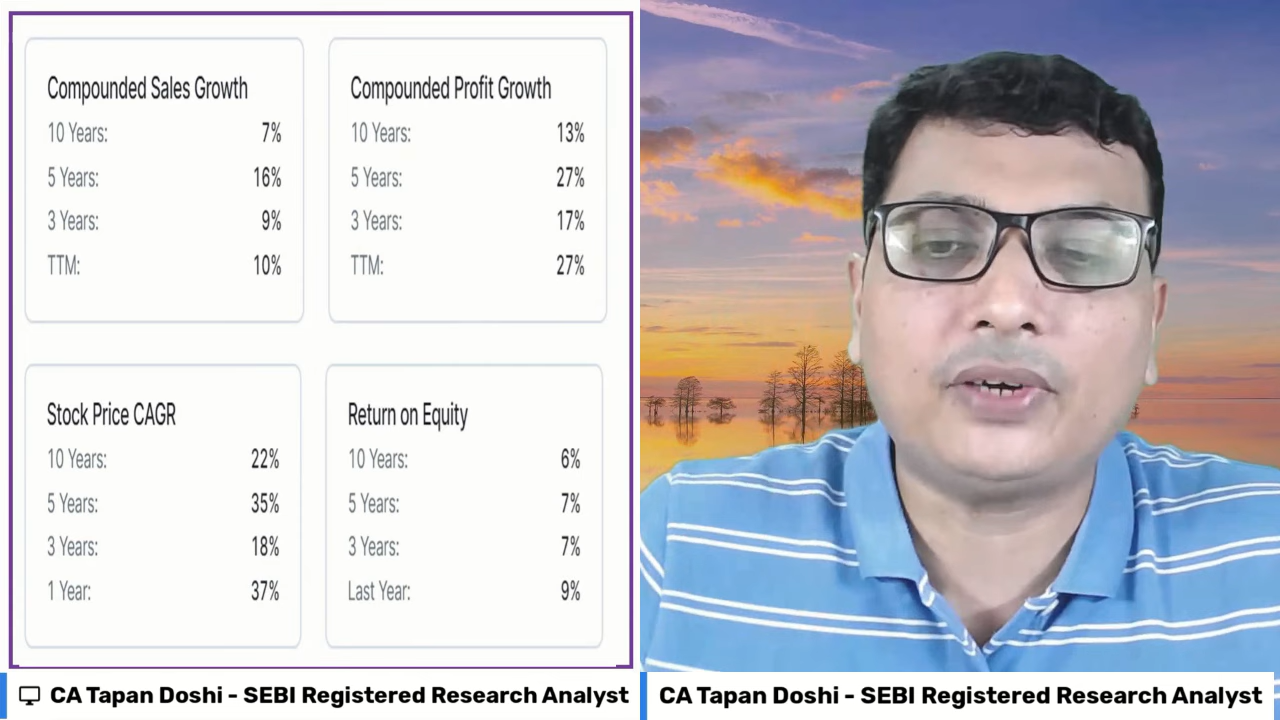 Compounded Sales Growth
10 Years: 7%
5 Years: 16%
3 Years: 9%
TTM: 10%
Compounded Profit Growth
10 Years: 13%
5 Years: 27%
3 Years: 17%
TTM: 27%
Stock Price CAGR
10 Years: 22%
5 Years: 35%
3 Years: 18%
1 Year: 37%
Return on Equity
10 Years: 6%
5 Years: 7%
3 Years: 7%
Last Year: 9%
CA Tapan Doshi - SEBI Registered Research Analyst
CA Tapan Doshi - SEBI Registered Research Analyst